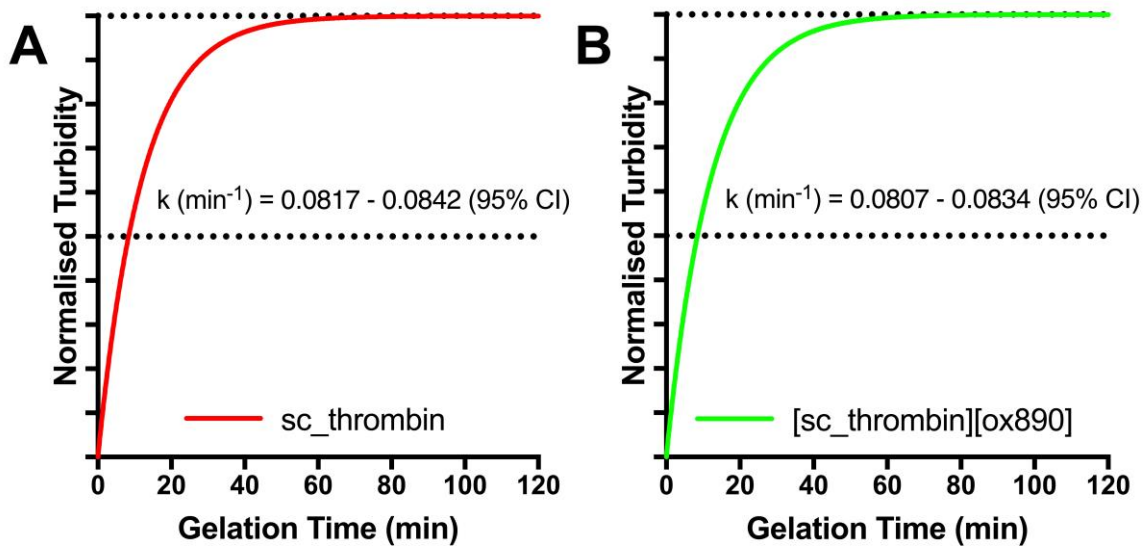 A
Normalised Turbidity
k (min⁻¹) = 0.0817 - 0.0842 (95% CI)
sc_thrombin
0 20 40 60 80 100 120
Gelation Time (min)
B
Normalised Turbidity
k (min⁻¹) = 0.0807 - 0.0834 (95% CI)
[sc_thrombin][ox890]
0 20 40 60 80 100 120
Gelation Time (min)